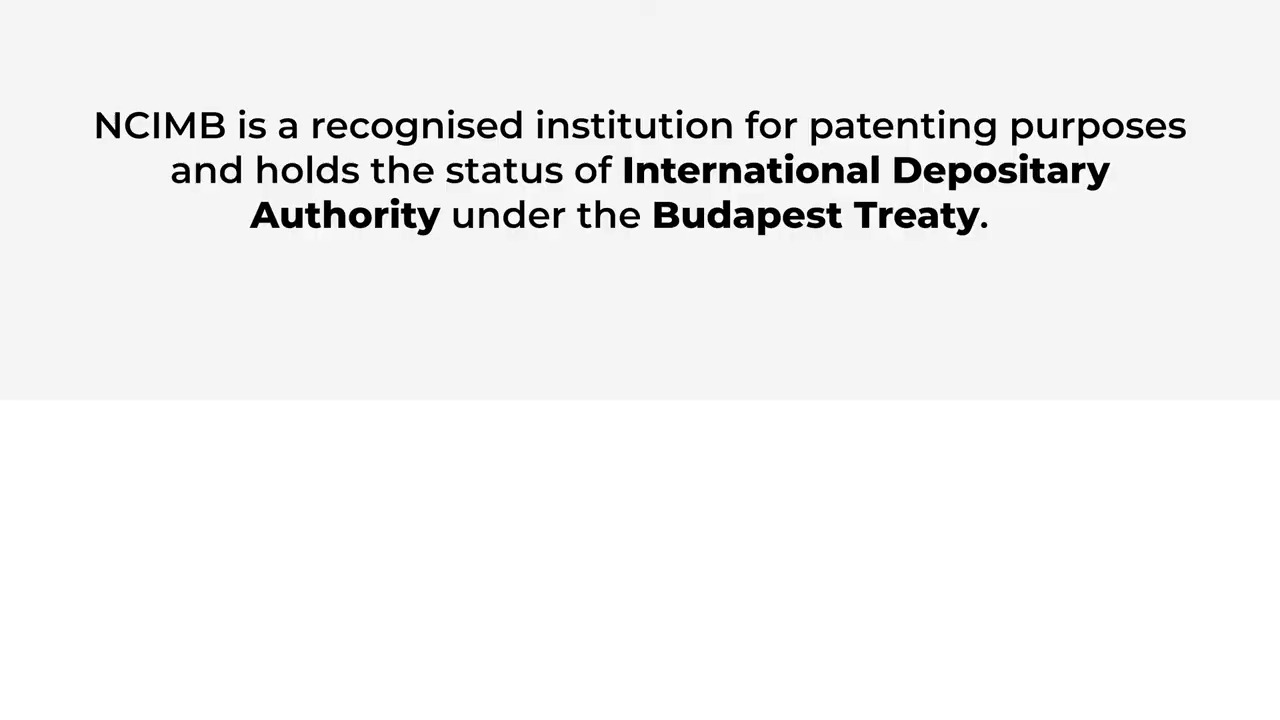 NCIMB is a recognised institution for patenting purposes
and holds the status of International Depositary
Authority under the Budapest Treaty.